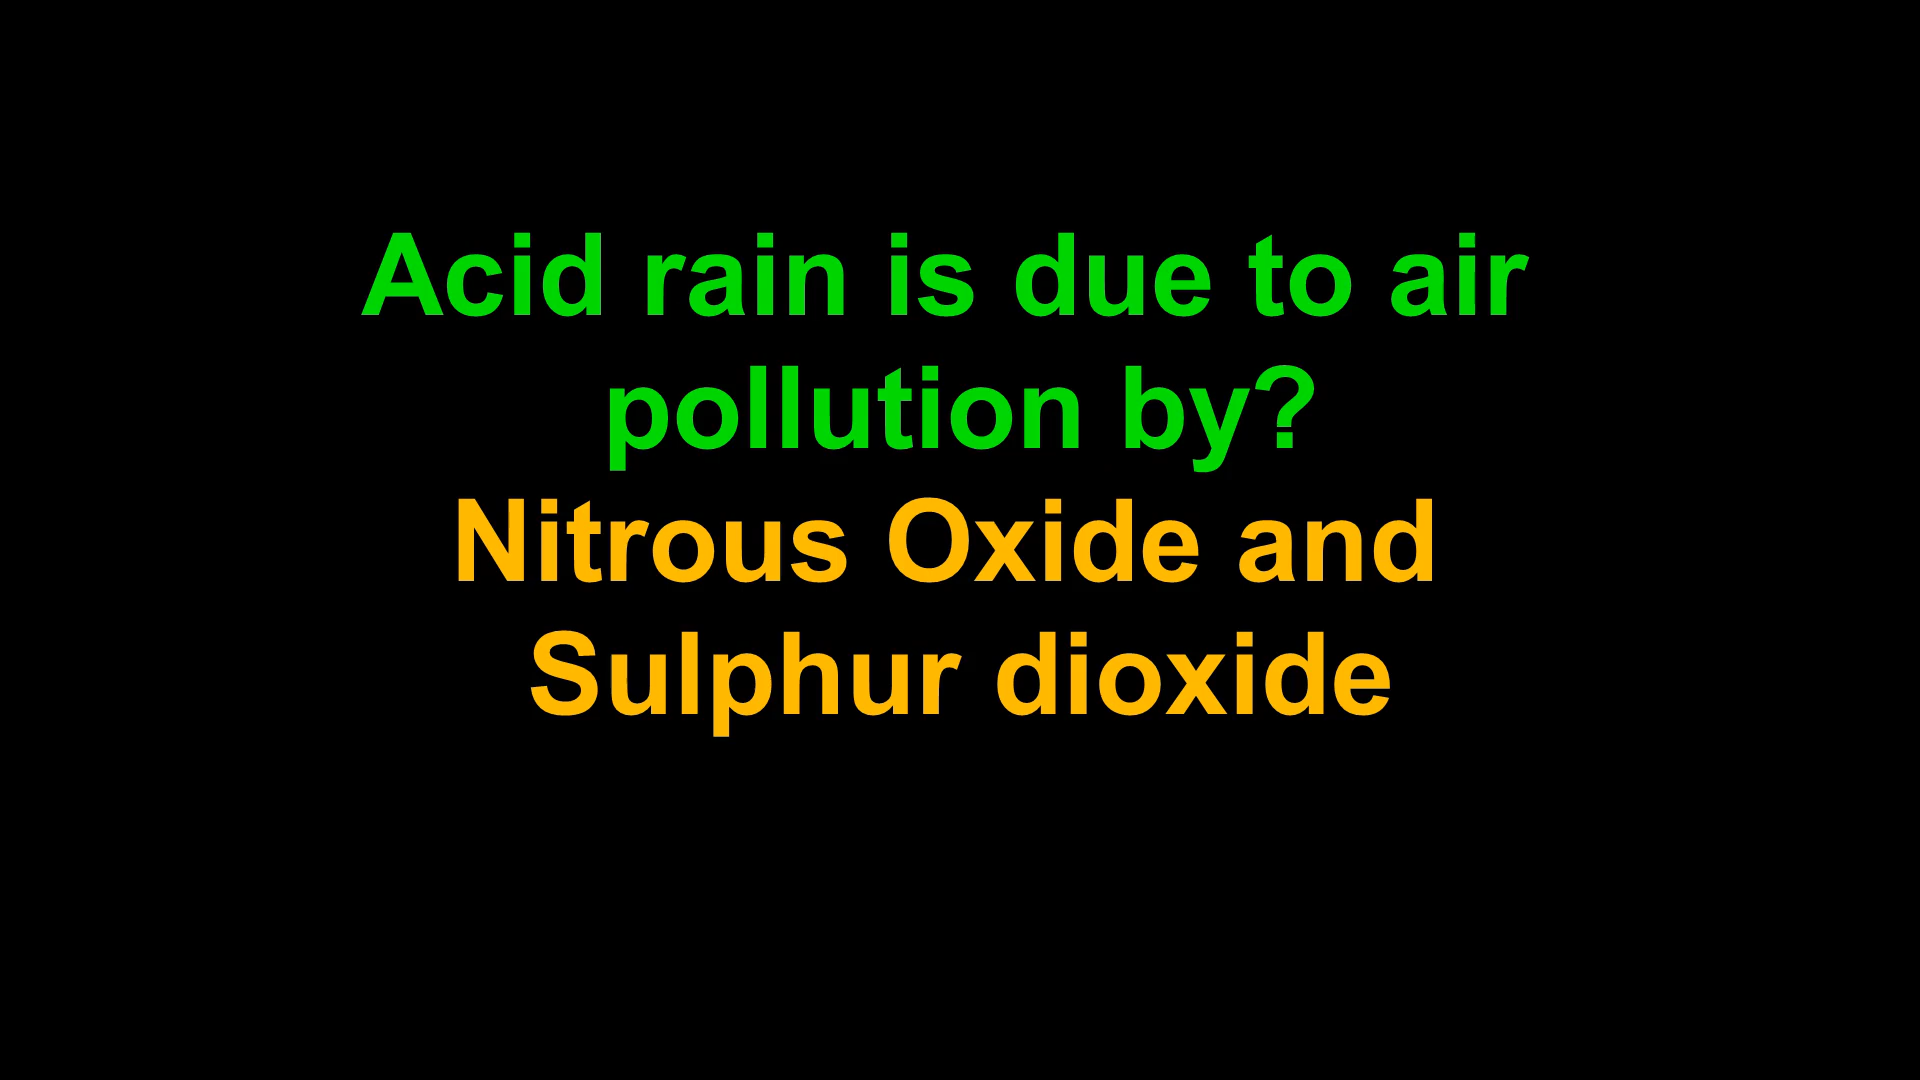 Acid rain is due to air
pollution by?
Nitrous Oxide and
Sulphur dioxide